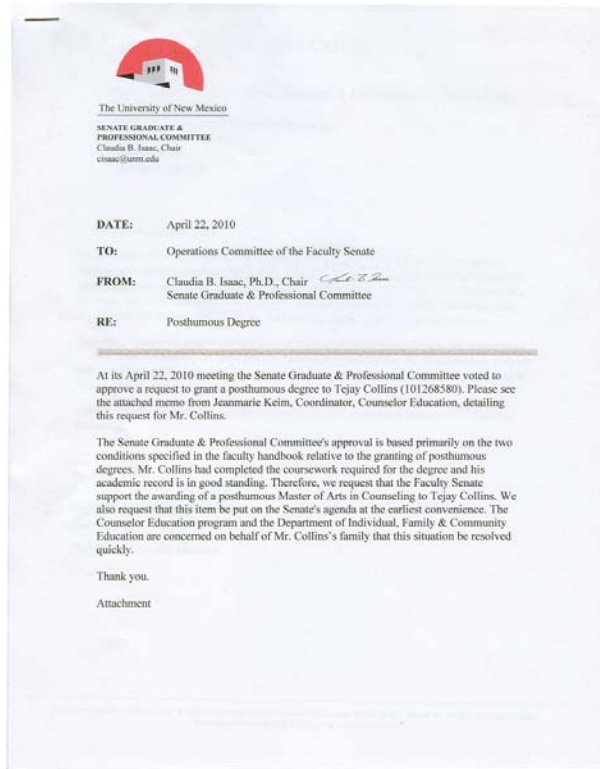 The University of New Mexico
SENATE GRADUATE &
PROFESSIONAL COMMITTEE
Claudia B. Isaac, Chair
cisaac@unm.edu
DATE: April 22, 2010
TO: Operations Committee of the Faculty Senate
FROM: Claudia B. Isaac, Ph.D., Chair
Senate Graduate & Professional Committee
RE: Posthumous Degree
At its April 22, 2010 meeting the Senate Graduate & Professional Committee voted to
approve a request to grant a posthumous degree to Tejay Collins (101268580). Please see
the attached memo from Jeanmarie Keim, Coordinator, Counselor Education, detailing
this request for Mr. Collins.
The Senate Graduate & Professional Committee's approval is based primarily on the two
conditions specified in the faculty handbook relative to the granting of posthumous
degrees. Mr. Collins had completed the coursework required for the degree and his
academic record is in good standing. Therefore, we request that the Faculty Senate
support the awarding of a posthumous Master of Arts in Counseling to Tejay Collins. We
also request that this item be put on the Senate's agenda at the earliest convenience. The
Counselor Education program and the Department of Individual, Family & Community
Education are concerned on behalf of Mr. Collins's family that this situation be resolved
quickly.
Thank you.
Attachment